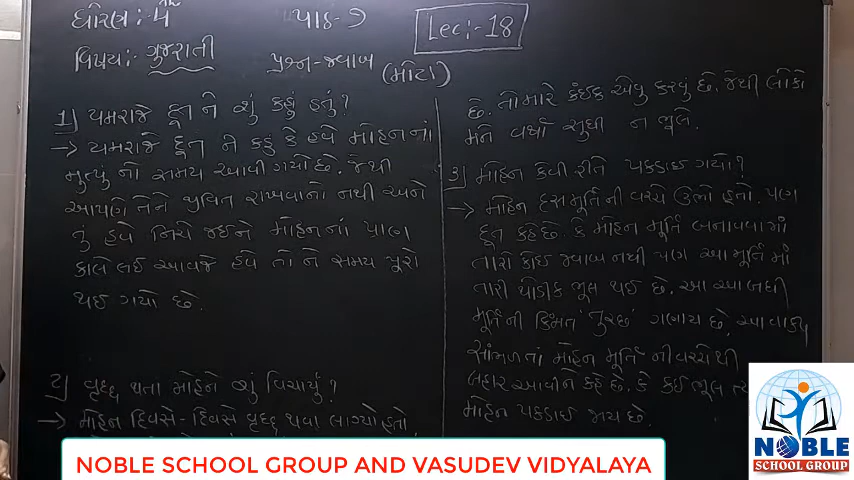 ધોરણ :- 4th
પાઠ-૭
Lec:- 18
વિષય:- ગુજરાતી
પ્રશ્ન-જવાબ (મોટા)
1) યમરાજે દૂત ને શું કહ્યું હતું?
→ યમરાજે દૂત ને કહ્યું કે હવે મોહનનાં
મૃત્યું નો સમય આવી ગયો છે. જેથી
આપણે તેને જીવિત રાખવાનો નથી અને
તું હવે નિચે જઈને મોહનનાં પ્રાણ
કાલે લઈ આવજે હવે તો ને સમય પૂરો
થઈ ગયો છે.
2) વૃદ્ધ થતા મોહને શું વિચાર્યું?
→ મોહન દિવસે-દિવસે વૃદ્ધ થવા લાગ્યો હતો.
છે. તો મારે કંઈક એવુ કરવું છે. જેથી લોકો
મને વર્ષો સુધી ન ભૂલે.
3) મોહન કેવી રીતે પકડાઈ ગયો?
→ મોહન દસ મૂર્તિ ની વચ્ચે ઉભો હતો. પણ
દૂત કહે છે. કે મોહન મૂર્તિ બનાવવા માં
તારો કોઈ જવાબ નથી પણ આ મૂર્તિ માં
તારી થોડીક ભૂલ થઈ છે. આ આ બધી
મૂર્તિ ની કિંમત તુચ્છ ગણાય છે. આ વાક્ય
સાંભળતાં મોહન મૂર્તિ ની વચ્ચે થી
બહાર આવીને કહે છે. કે કઈ ભૂલ ત્ય
મોહન પકડાઈ જાય છે.
NOBLE
SCHOOL GROUP
NOBLE SCHOOL GROUP AND VASUDEV VIDYALAYA